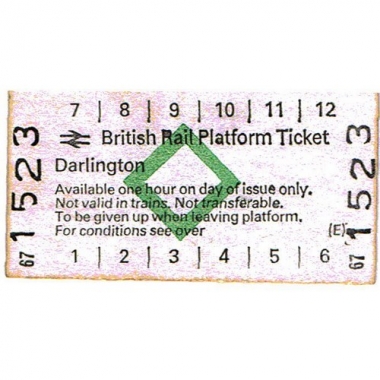 7 | 8 | 9 | 10 | 11 | 12
British Rail Platform Ticket
Darlington
Available one hour on day of issue only.
Not valid in trains. Not transferable.
To be given up when leaving platform.
For conditions see over (E)
1 | 2 | 3 | 4 | 5 | 6
67 1523
67 1523